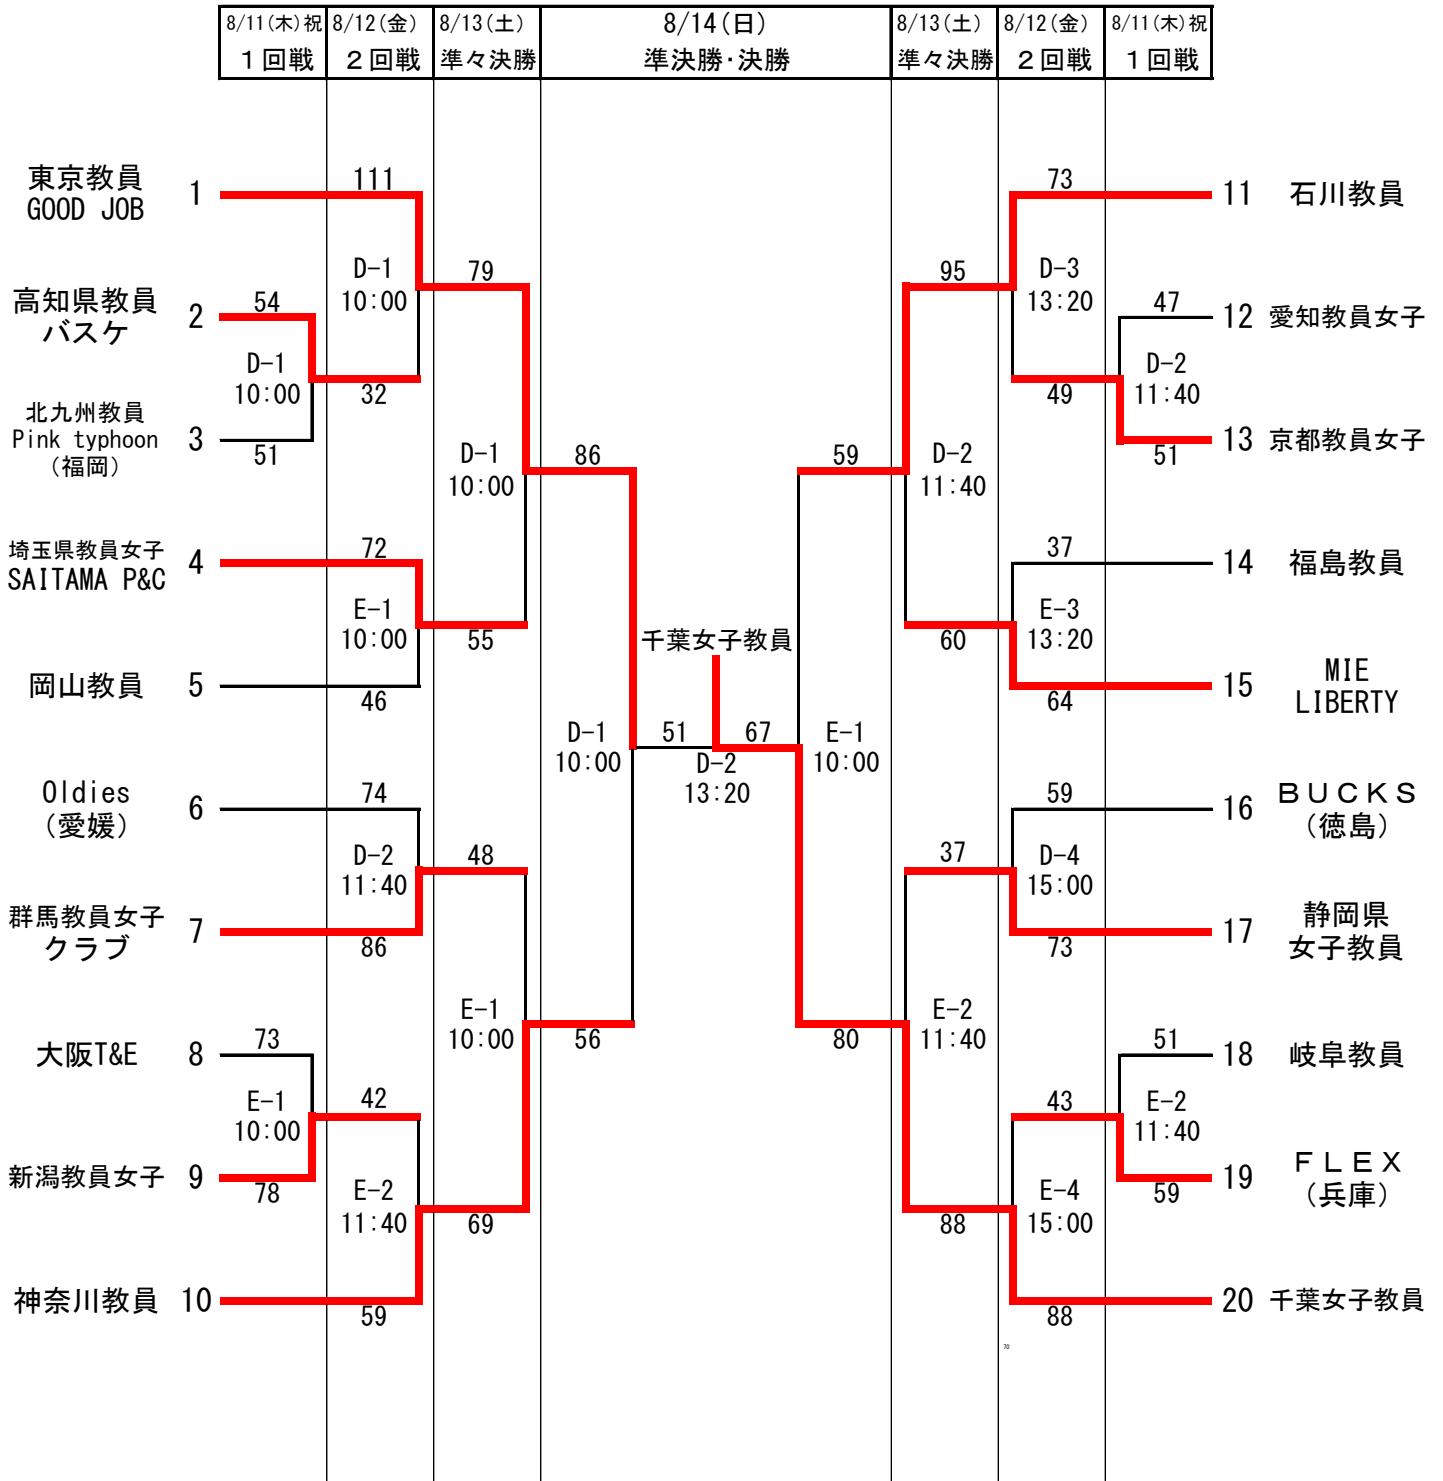 8/11(木)祝 8/12(金) 8/13(土) 8/14(日) 8/13(土) 8/12(金) 8/11(木)祝
１回戦 ２回戦 準々決勝 準決勝・決勝 準々決勝 ２回戦 １回戦
東京教員
GOOD JOB
1
111
D-1
10:00
79
高知県教員
バスケ
2
54
D-1
10:00
32
北九州教員
Pink typhoon
（福岡）
3
51
D-1
10:00
86
埼玉県教員女子
SAITAMA P&C
4
72
E-1
10:00
55
岡山教員
5
46
D-1
10:00
Oldies
（愛媛）
6
74
D-2
11:40
48
群馬教員女子
クラブ
7
86
E-1
10:00
56
大阪T&E
8
73
E-1
10:00
42
新潟教員女子
9
78
E-2
11:40
69
神奈川教員
10
59
千葉女子教員
51
67
D-2
13:20
73
11
石川教員
95
D-3
13:20
47
12
愛知教員女子
D-2
11:40
49
51
13
京都教員女子
59
D-2
11:40
37
14
福島教員
E-3
13:20
60
64
15
MIE
LIBERTY
E-1
10:00
59
16
ＢＵＣＫＳ
（徳島）
37
D-4
15:00
73
17
静岡県
女子教員
80
E-2
11:40
51
18
岐阜教員
43
E-2
11:40
59
19
ＦＬＥＸ
（兵庫）
88
E-4
15:00
88
20
千葉女子教員
70